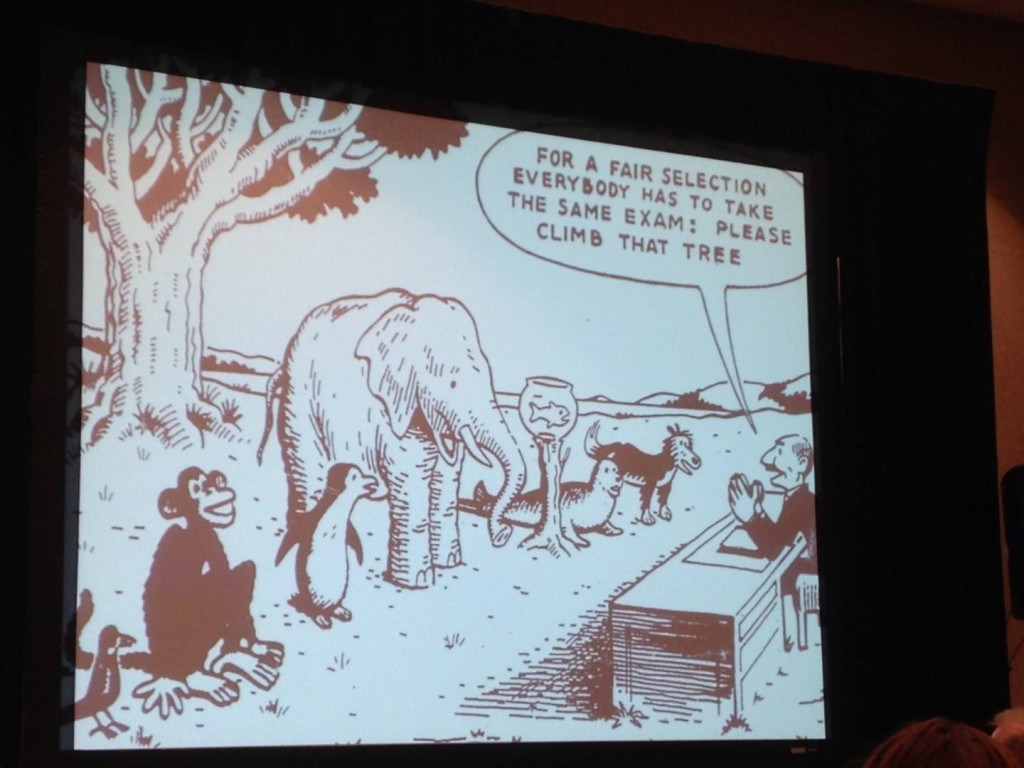 FOR A FAIR SELECTION
EVERYBODY HAS TO TAKE
THE SAME EXAM: PLEASE
CLIMB THAT TREE